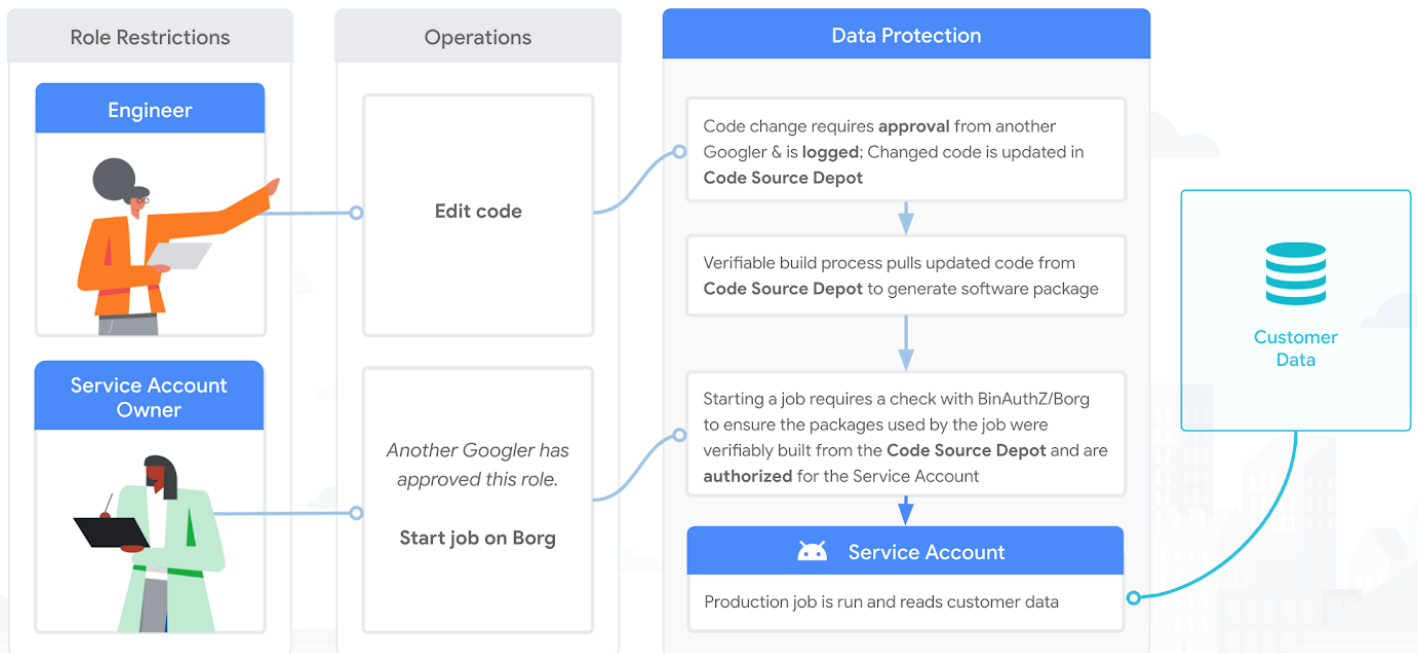 Role Restrictions
Operations
Data Protection
Engineer
Edit code
Code change requires approval from another
Googler & is logged; Changed code is updated in
Code Source Depot
Verifiable build process pulls updated code from
Code Source Depot to generate software package
Customer
Data
Service Account
Owner
Another Googler has
approved this role.
Start job on Borg
Starting a job requires a check with BinAuthZ/Borg
to ensure the packages used by the job were
verifiably built from the Code Source Depot and are
authorized for the Service Account
Service Account
Production job is run and reads customer data